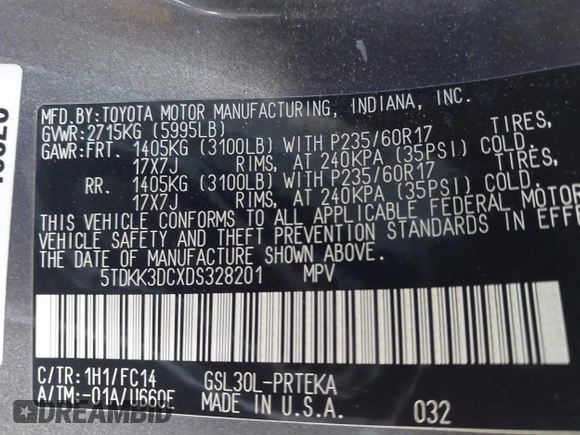 MFD.BY:TOYOTA MOTOR MANUFACTURING, INDIANA, INC.
GVWR:2715KG (5995LB)
GAWR:FRT. 1405KG (3100LB) WITH P235/60R17 TIRES,
17X7J RIMS, AT 240KPA (35PSI) COLD.
RR. 1405KG (3100LB) WITH P235/60R17 TIRES,
17X7J RIMS, AT 240KPA (35PSI) COLD.
THIS VEHICLE CONFORMS TO ALL APPLICABLE FEDERAL MOTOR
VEHICLE SAFETY AND THEFT PREVENTION STANDARDS IN EFFE
THE DATE OF MANUFACTURE SHOWN ABOVE.
5TDKK3DCXDS328201 MPV
C/TR:1H1/FC14 GSL30L-PRTEKA
A/TM:-01A/U660E MADE IN U.S.A. 032
RideSafely